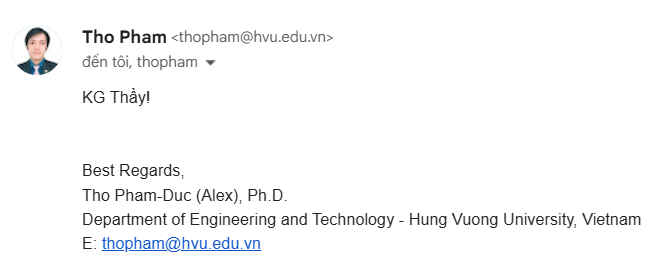 Tho Pham <thopham@hvu.edu.vn>
đến tôi, thopham
KG Thầy!
Best Regards,
Tho Pham-Duc (Alex), Ph.D.
Department of Engineering and Technology - Hung Vuong University, Vietnam
E: thopham@hvu.edu.vn